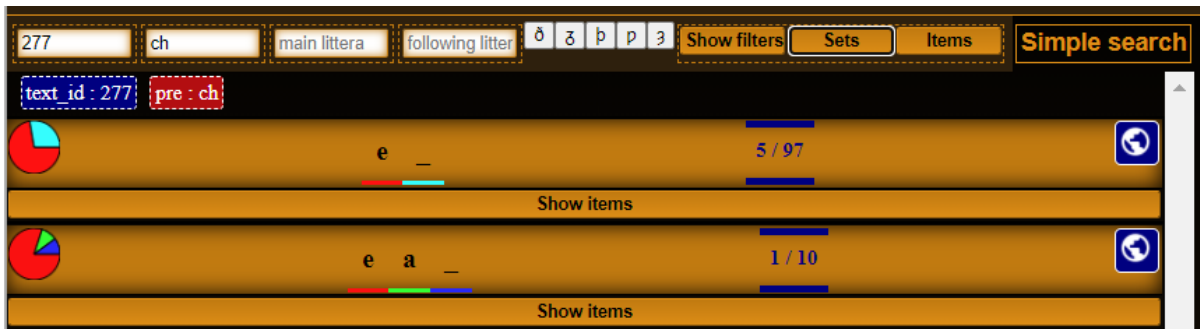 277 ch main littera following litter ð ʒ þ ƿ ȝ Show filters Sets Items Simple search
text_id : 277 pre : ch
e _ 5 / 97
Show items
e a _ 1 / 10
Show items